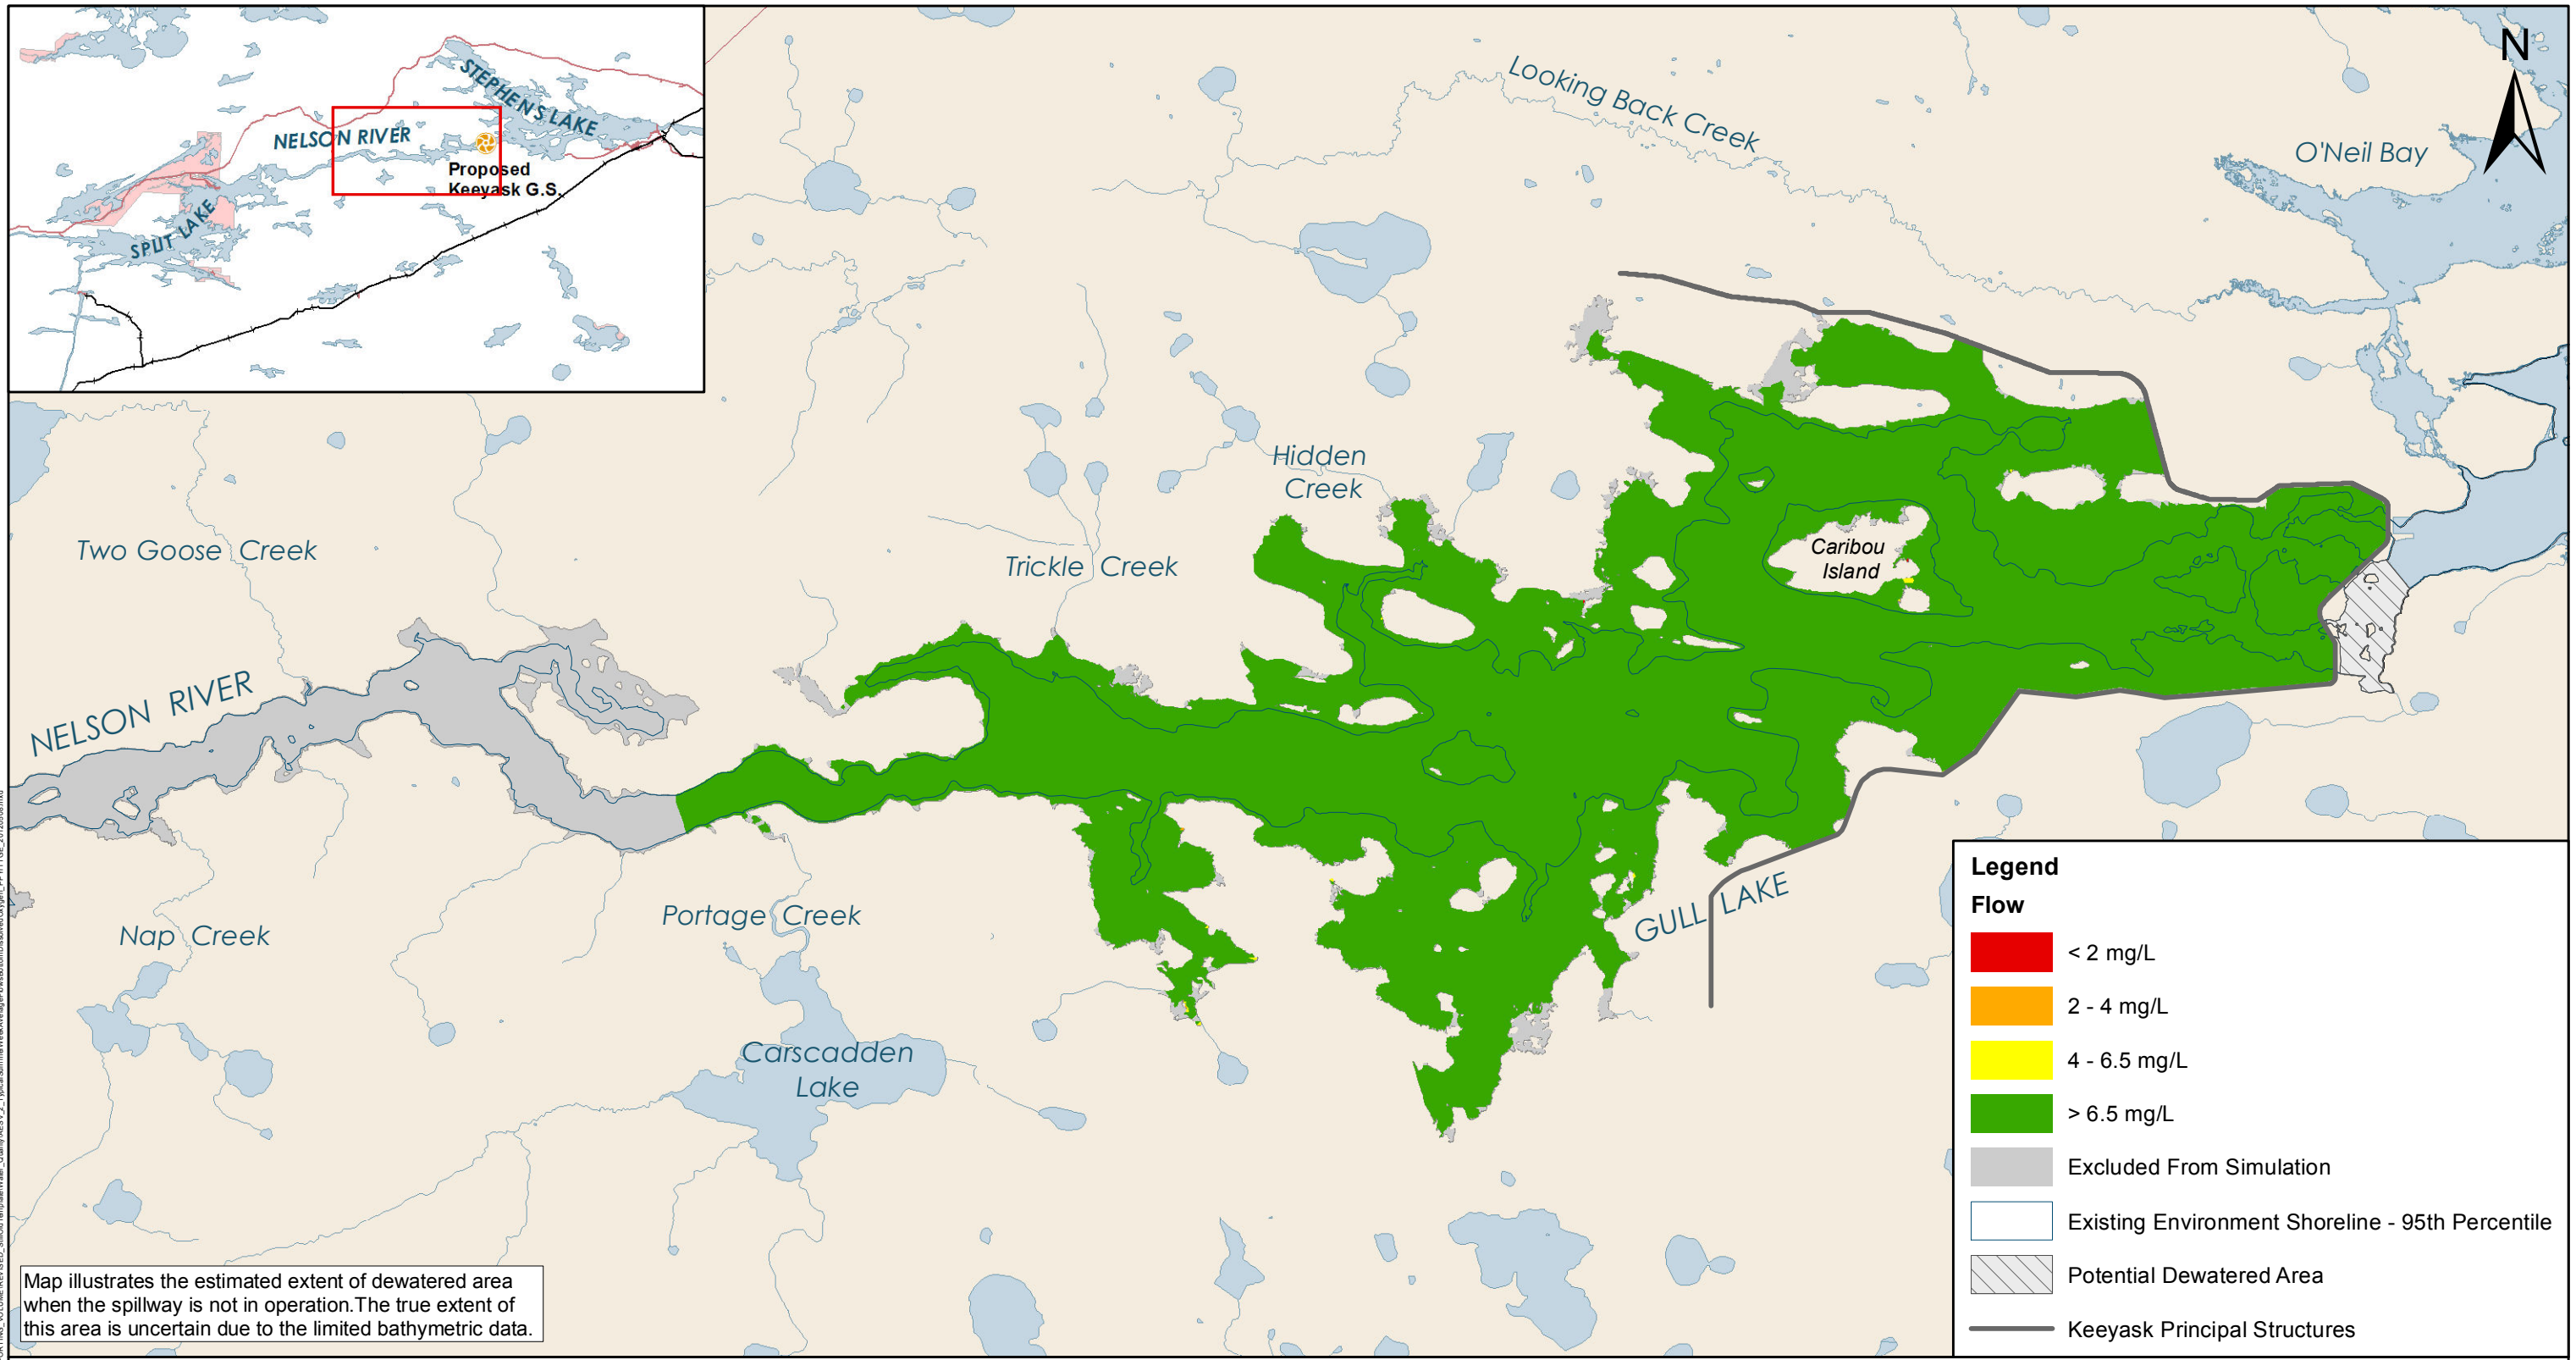 STEPHENS LAKE
NELSON RIVER
Proposed
Keeyask G.S.
SPLIT LAKE
Looking Back Creek
N
O'Neil Bay
Hidden
Creek
Two Goose Creek
Trickle Creek
Caribou
Island
NELSON RIVER
Portage Creek
GULL LAKE
Nap Creek
Carscadden
Lake
Map illustrates the estimated extent of dewatered area
when the spillway is not in operation.The true extent of
this area is uncertain due to the limited bathymetric data.
Legend
Flow
< 2 mg/L
2 - 4 mg/L
4 - 6.5 mg/L
> 6.5 mg/L
Excluded From Simulation
Existing Environment Shoreline - 95th Percentile
Potential Dewatered Area
Keeyask Principal Structures